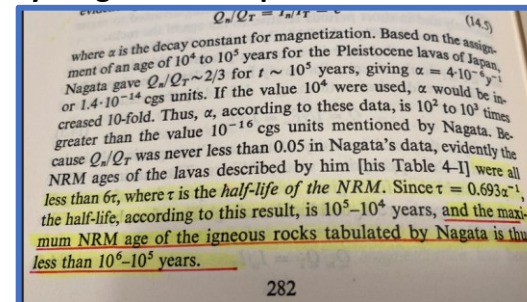 Qₙ/Q_T = Iₙ/I_T = e
(14.5)
where α is the decay constant for magnetization. Based on the assign-
ment of an age of 10⁴ to 10⁵ years for the Pleistocene lavas of Japan,
Nagata gave Qₙ/Q_T~2/3 for t ~ 10⁵ years, giving α = 4·10⁻⁶y⁻¹
or 1.4·10⁻¹⁴ cgs units. If the value 10⁴ were used, α would be in-
creased 10-fold. Thus, α, according to these data, is 10² to 10³ times
greater than the value 10⁻¹⁶ cgs units mentioned by Nagata. Be-
cause Qₙ/Q_T was never less than 0.05 in Nagata's data, evidently the
NRM ages of the lavas described by him [his Table 4-I] were all
less than 6τ, where τ is the half-life of the NRM. Since τ = 0.693α⁻¹,
the half-life, according to this result, is 10⁵–10⁴ years, and the maxi-
mum NRM age of the igneous rocks tabulated by Nagata is thu
less than 10⁶–10⁵ years.
282